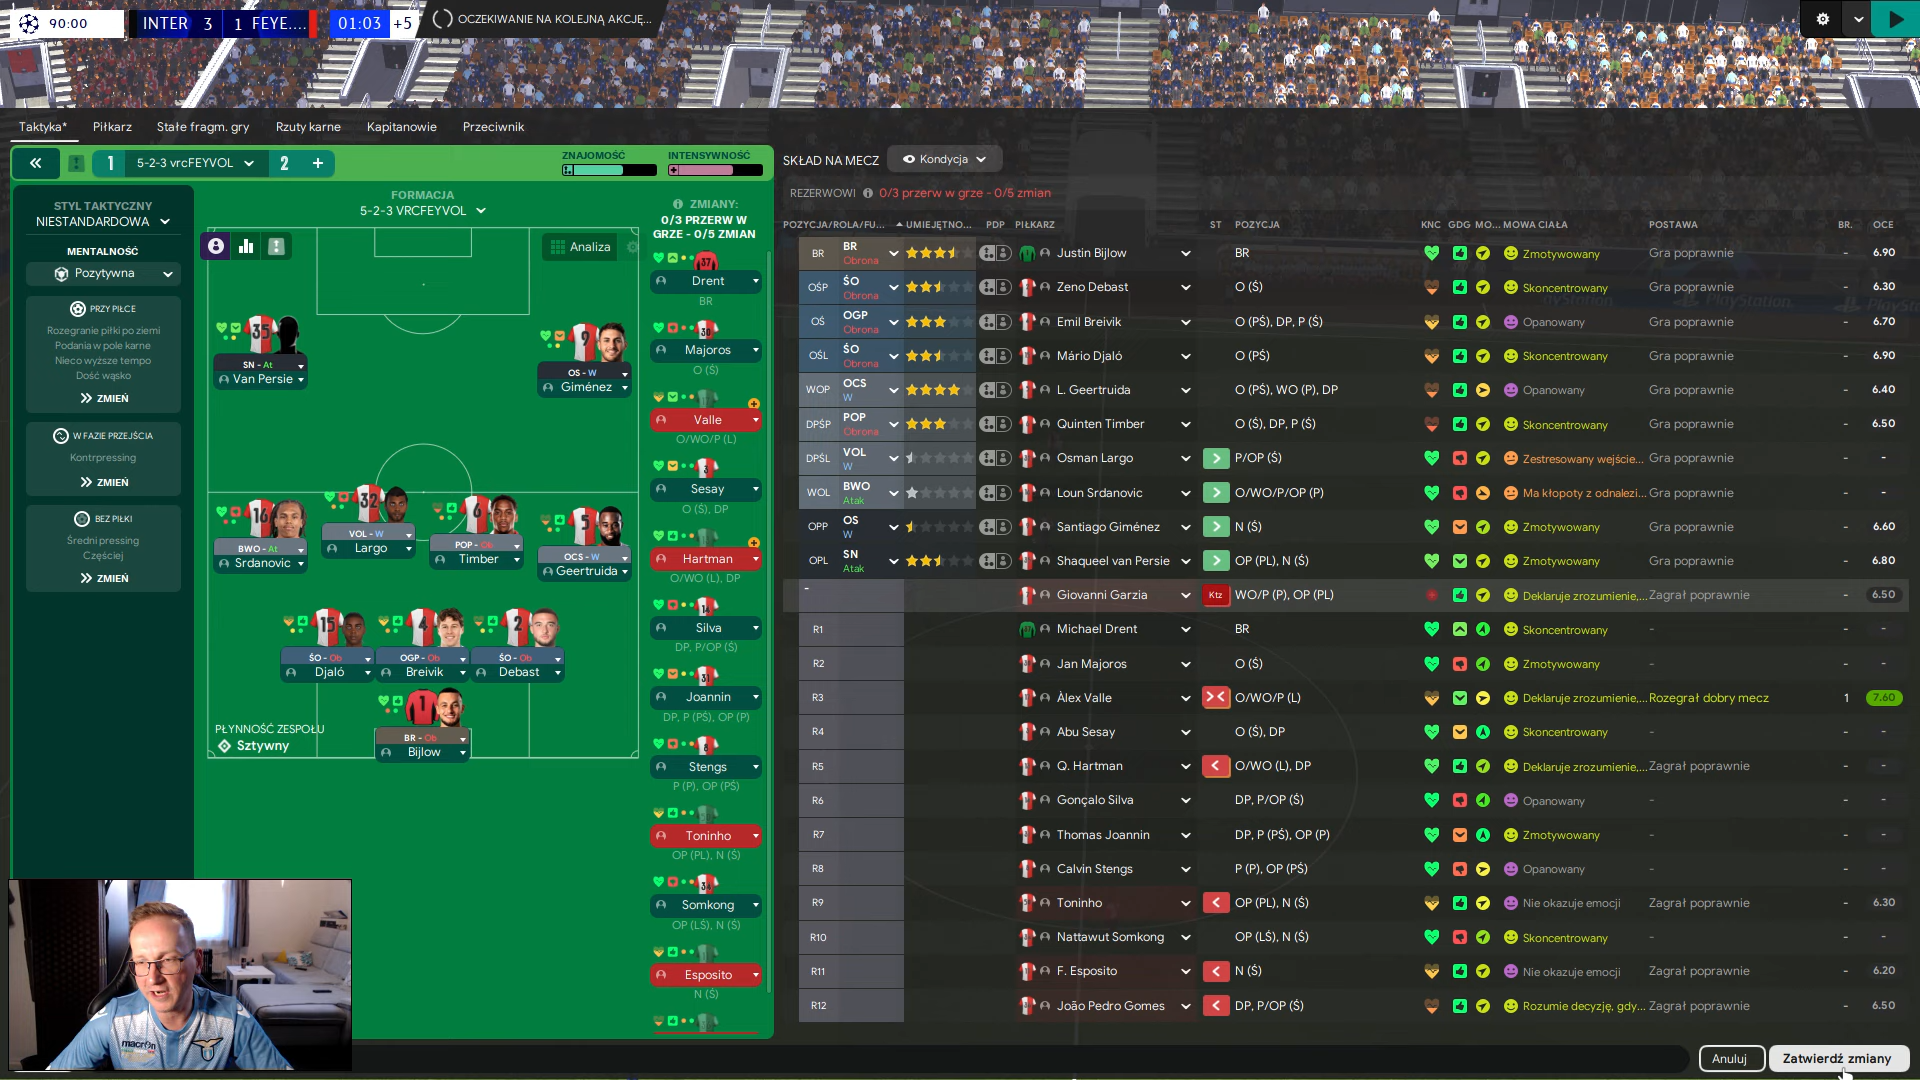 90:00
INTER 3 1 FEYE....
01:03 +5
OCZEKIWANIE NA KOLEJNĄ AKCJĘ...
Taktyka* Piłkarz Stałe fragm. gry Rzuty karne Kapitanowie Przeciwnik
1 5-2-3 vrcFEYVOL 2 +
ZNAJOMOŚĆ
INTENSYWNOŚĆ
STYL TAKTYCZNY
NIESTANDARDOWA
MENTALNOŚĆ
Pozytywna
PRZY PIŁCE
Rozegranie piłki po ziemi
Podania w pole karne
Nieco wyższe tempo
Dość wąsko
ZMIEŃ
W FAZIE PRZEJŚCIA
Kontrpressing
ZMIEŃ
BEZ PIŁKI
Średni pressing
Częściej
ZMIEŃ
FORMACJA
5-2-3 VRCFEYVOL
Analiza
35
SN - At
Van Persie
9
OS - W
Giménez
16
BWO - At
Srdanovic
32
VOL - W
Largo
6
POP - Ob
Timber
5
OCS - W
Geertruida
15
ŚO - Ob
Djaló
4
OGP - Ob
Breivik
2
ŚO - Ob
Debast
1
BR - Ob
Bijlow
PŁYNNOŚĆ ZESPOŁU
Sztywny
ZMIANY:
0/3 PRZERW W
GRZE - 0/5 ZMIAN
37
Drent
BR
Majoros
O (Ś)
Valle
O/WO/P (L)
3
Sesay
O (Ś), DP
Hartman
O/WO (L), DP
14
Silva
DP, P/OP (Ś)
31
Joannin
DP, P (PŚ), OP (P)
8
Stengs
P (P), OP (PŚ)
Toninho
OP (PL), N (Ś)
34
Somkong
OP (LŚ), N (Ś)
Esposito
N (Ś)
SKŁAD NA MECZ Kondycja
REZERWOWI 0/3 przerw w grze - 0/5 zmian
POZYCJA/ROLA/FU... UMIEJĘTNO... PDP PIŁKARZ ST POZYCJA KNC GDG MO... MOWA CIAŁA POSTAWA BR. OCE
BR BR Obrona Justin Bijlow BR Zmotywowany Gra poprawnie - 6.90
OŚP ŚO Obrona Zeno Debast O (Ś) Skoncentrowany Gra poprawnie - 6.30
OŚ OGP Obrona Emil Breivik O (PŚ), DP, P (Ś) Opanowany Gra poprawnie - 6.70
OŚL ŚO Obrona Mário Djaló O (PŚ) Skoncentrowany Gra poprawnie - 6.90
WOP OCS W L. Geertruida O (PŚ), WO (P), DP Opanowany Gra poprawnie - 6.40
DPŚP POP Obrona Quinten Timber O (Ś), DP, P (Ś) Skoncentrowany Gra poprawnie - 6.50
DPŚL VOL W Osman Largo P/OP (Ś) Zestresowany wejście... Gra poprawnie - -
WOL BWO Atak Loun Srdanovic O/WO/P/OP (P) Ma kłopoty z odnalezi... Gra poprawnie - -
OPP OS W Santiago Giménez N (Ś) Zmotywowany Gra poprawnie - 6.60
OPL SN Atak Shaqueel van Persie OP (PL), N (Ś) Zmotywowany Gra poprawnie - 6.80
- Giovanni Garzia Ktz WO/P (P), OP (PL) Deklaruje zrozumienie,... Zagrał poprawnie - 6.50
R1 Michael Drent BR Skoncentrowany - - -
R2 Jan Majoros O (Ś) Zmotywowany - - -
R3 Àlex Valle O/WO/P (L) Deklaruje zrozumienie,... Rozegrał dobry mecz 1 7.60
R4 Abu Sesay O (Ś), DP Skoncentrowany - - -
R5 Q. Hartman O/WO (L), DP Deklaruje zrozumienie,... Zagrał poprawnie - -
R6 Gonçalo Silva DP, P/OP (Ś) Opanowany - - -
R7 Thomas Joannin DP, P (PŚ), OP (P) Zmotywowany - - -
R8 Calvin Stengs P (P), OP (PŚ) Opanowany - - -
R9 Toninho OP (PL), N (Ś) Nie okazuje emocji Zagrał poprawnie - 6.30
R10 Nattawut Somkong OP (LŚ), N (Ś) Skoncentrowany - - -
R11 F. Esposito N (Ś) Nie okazuje emocji Zagrał poprawnie - 6.20
R12 João Pedro Gomes DP, P/OP (Ś) Rozumie decyzję, gdy... Zagrał poprawnie - 6.50
PlayStation
macron
Anuluj Zatwierdź zmiany